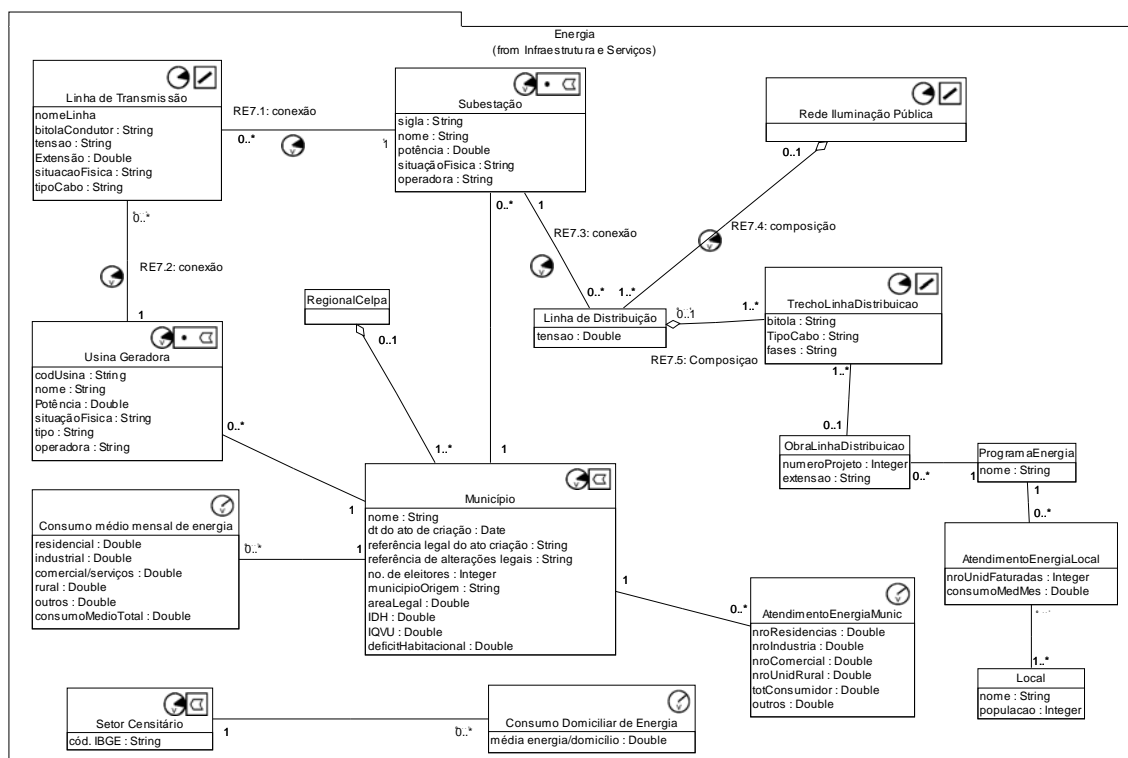 Energia
(from Infraestrutura e Serviços)
Linha de Transmissão
nomeLinha
bitolaCondutor : String
tensao : String
Extensão : Double
situacaoFisica : String
tipoCabo : String
RE7.1: conexão
0..*
1
Subestação
sigla : String
nome : String
potência : Double
situaçãoFisica : String
operadora : String
Rede Iluminação Pública
0..1
RE7.4: composição
0..*
1
RE7.3: conexão
0..*
1..*
0..*
RE7.2: conexão
1
RegionalCelpa
0..1
Linha de Distribuição
tensao : Double
0..1
1..*
RE7.5: Composiçao
TrechoLinhaDistribuicao
bitola : String
TipoCabo : String
fases : String
1..*
0..1
Usina Geradora
codUsina : String
nome : String
Potência : Double
situaçãoFisica : String
tipo : String
operadora : String
0..*
1..*
1
1
ObraLinhaDistribuicao
numeroProjeto : Integer
extensao : String
0..*
1
ProgramaEnergia
nome : String
1
0..*
Município
nome : String
dt do ato de criação : Date
referência legal do ato criação : String
referência de alterações legais : String
no. de eleitores : Integer
municipioOrigem : String
areaLegal : Double
IDH : Double
IQVU : Double
deficitHabitacional : Double
Consumo médio mensal de energia
residencial : Double
industrial : Double
comercial/serviços : Double
rural : Double
outros : Double
consumoMedioTotal : Double
0..*
1
1
0..*
AtendimentoEnergiaLocal
nroUnidFaturadas : Integer
consumoMedMes : Double
1..*
AtendimentoEnergiaMunic
nroResidencias : Double
nroIndustria : Double
nroComercial : Double
nroUnidRural : Double
totConsumidor : Double
outros : Double
Local
nome : String
populacao : Integer
Setor Censitário
cód. IBGE : String
1
0..*
Consumo Domiciliar de Energia
média energia/domicílio : Double